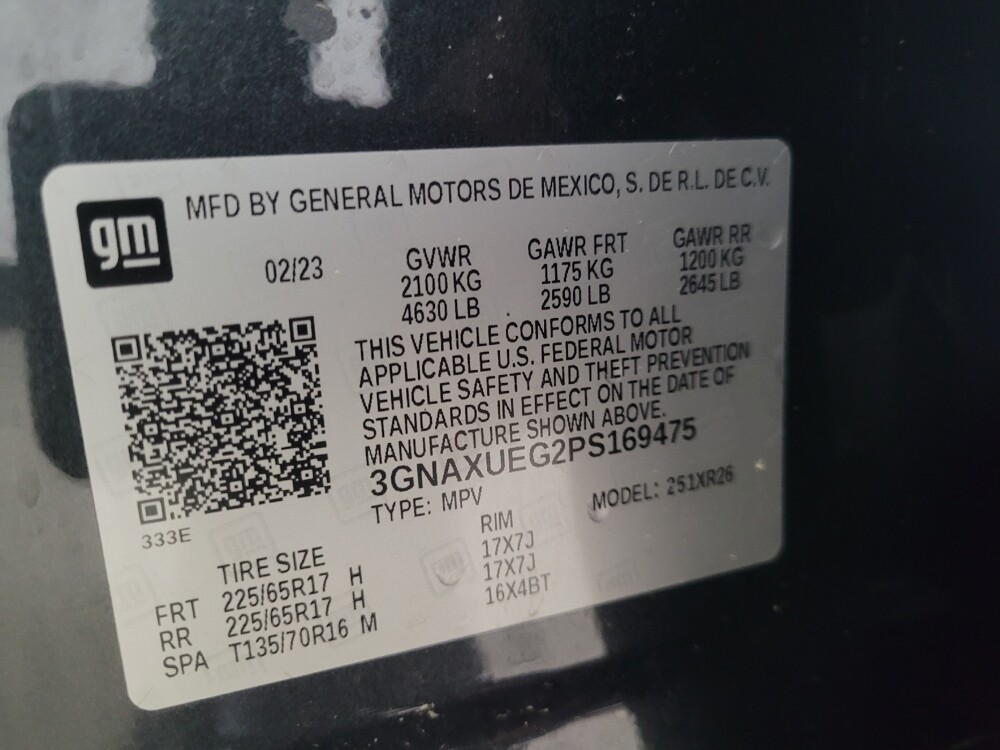 gm
MFD BY GENERAL MOTORS DE MEXICO, S. DE R.L. DE C.V.
02/23
GVWR GAWR FRT GAWR RR
2100 KG 1175 KG 1200 KG
4630 LB 2590 LB 2645 LB
THIS VEHICLE CONFORMS TO ALL
APPLICABLE U.S. FEDERAL MOTOR
VEHICLE SAFETY AND THEFT PREVENTION
STANDARDS IN EFFECT ON THE DATE OF
MANUFACTURE SHOWN ABOVE.
3GNAXUEG2PS169475
TYPE: MPV MODEL: 251XR26
333E
TIRE SIZE RIM
FRT 225/65R17 H 17X7J
RR 225/65R17 H 17X7J
SPA T135/70R16 M 16X4BT